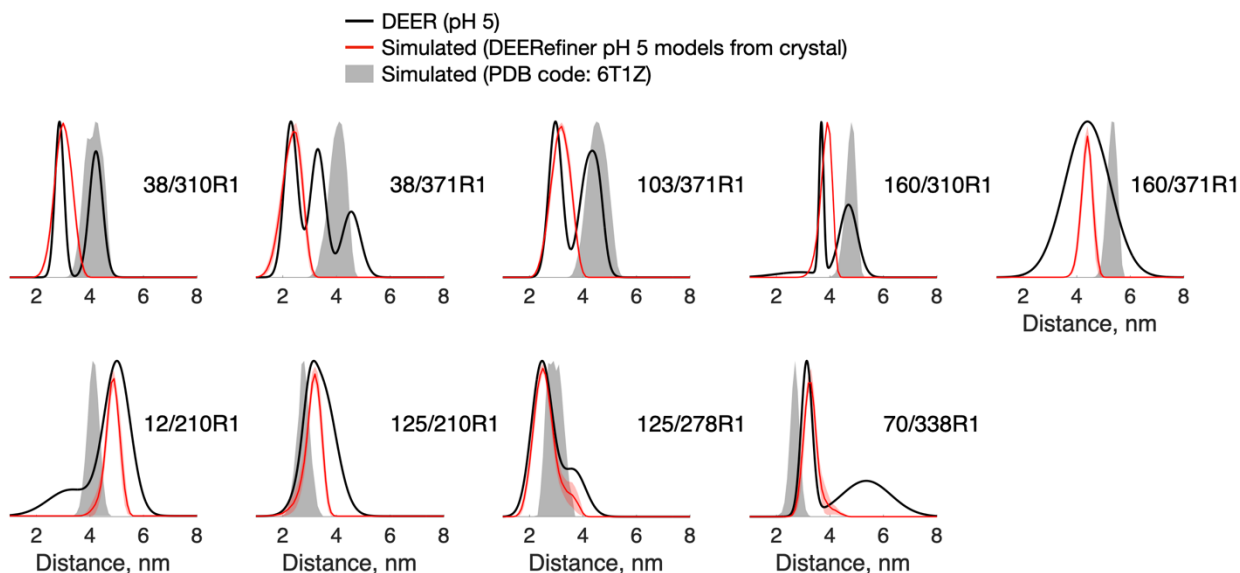 DEER (pH 5)
Simulated (DEERefiner pH 5 models from crystal)
Simulated (PDB code: 6T1Z)
38/310R1
38/371R1
103/371R1
160/310R1
160/371R1
2 4 6 8
2 4 6 8
2 4 6 8
2 4 6 8
2 4 6 8
Distance, nm
12/210R1
125/210R1
125/278R1
70/338R1
2 4 6 8
2 4 6 8
2 4 6 8
2 4 6 8
Distance, nm
Distance, nm
Distance, nm
Distance, nm